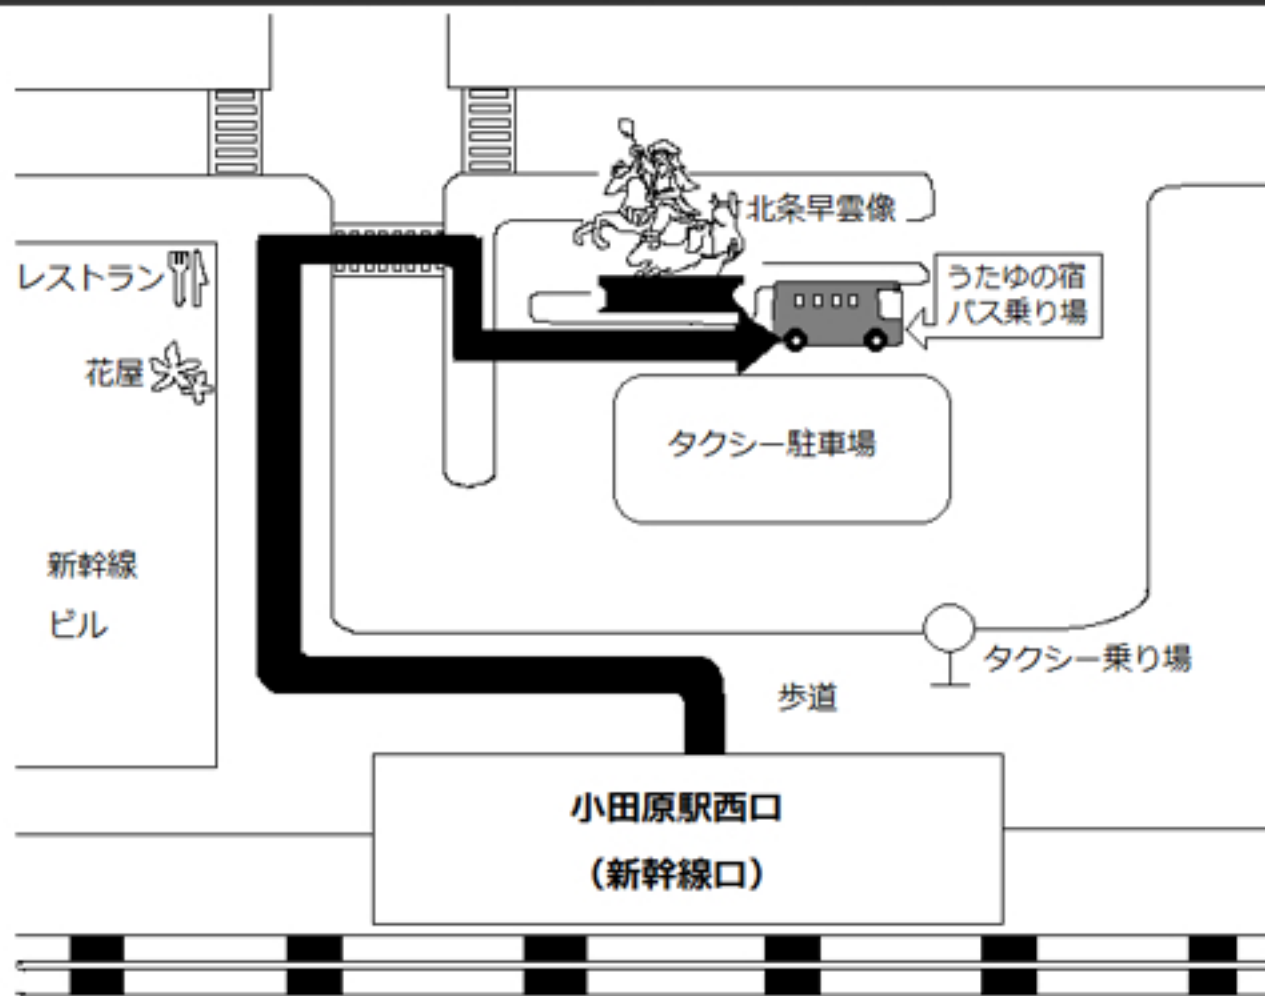 北条早雲像
レストラン
うたゆの宿
バス乗り場
花屋
タクシー駐車場
新幹線
ビル
タクシー乗り場
歩道
小田原駅西口
（新幹線口）